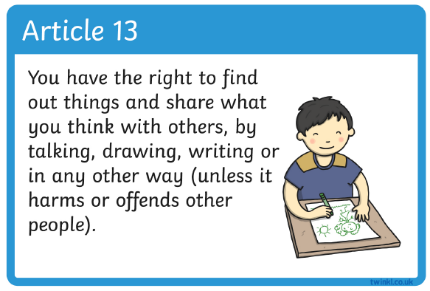 Article 13
You have the right to find
out things and share what
you think with others, by
talking, drawing, writing or
in any other way (unless it
harms or offends other
people).
twinkl.co.uk